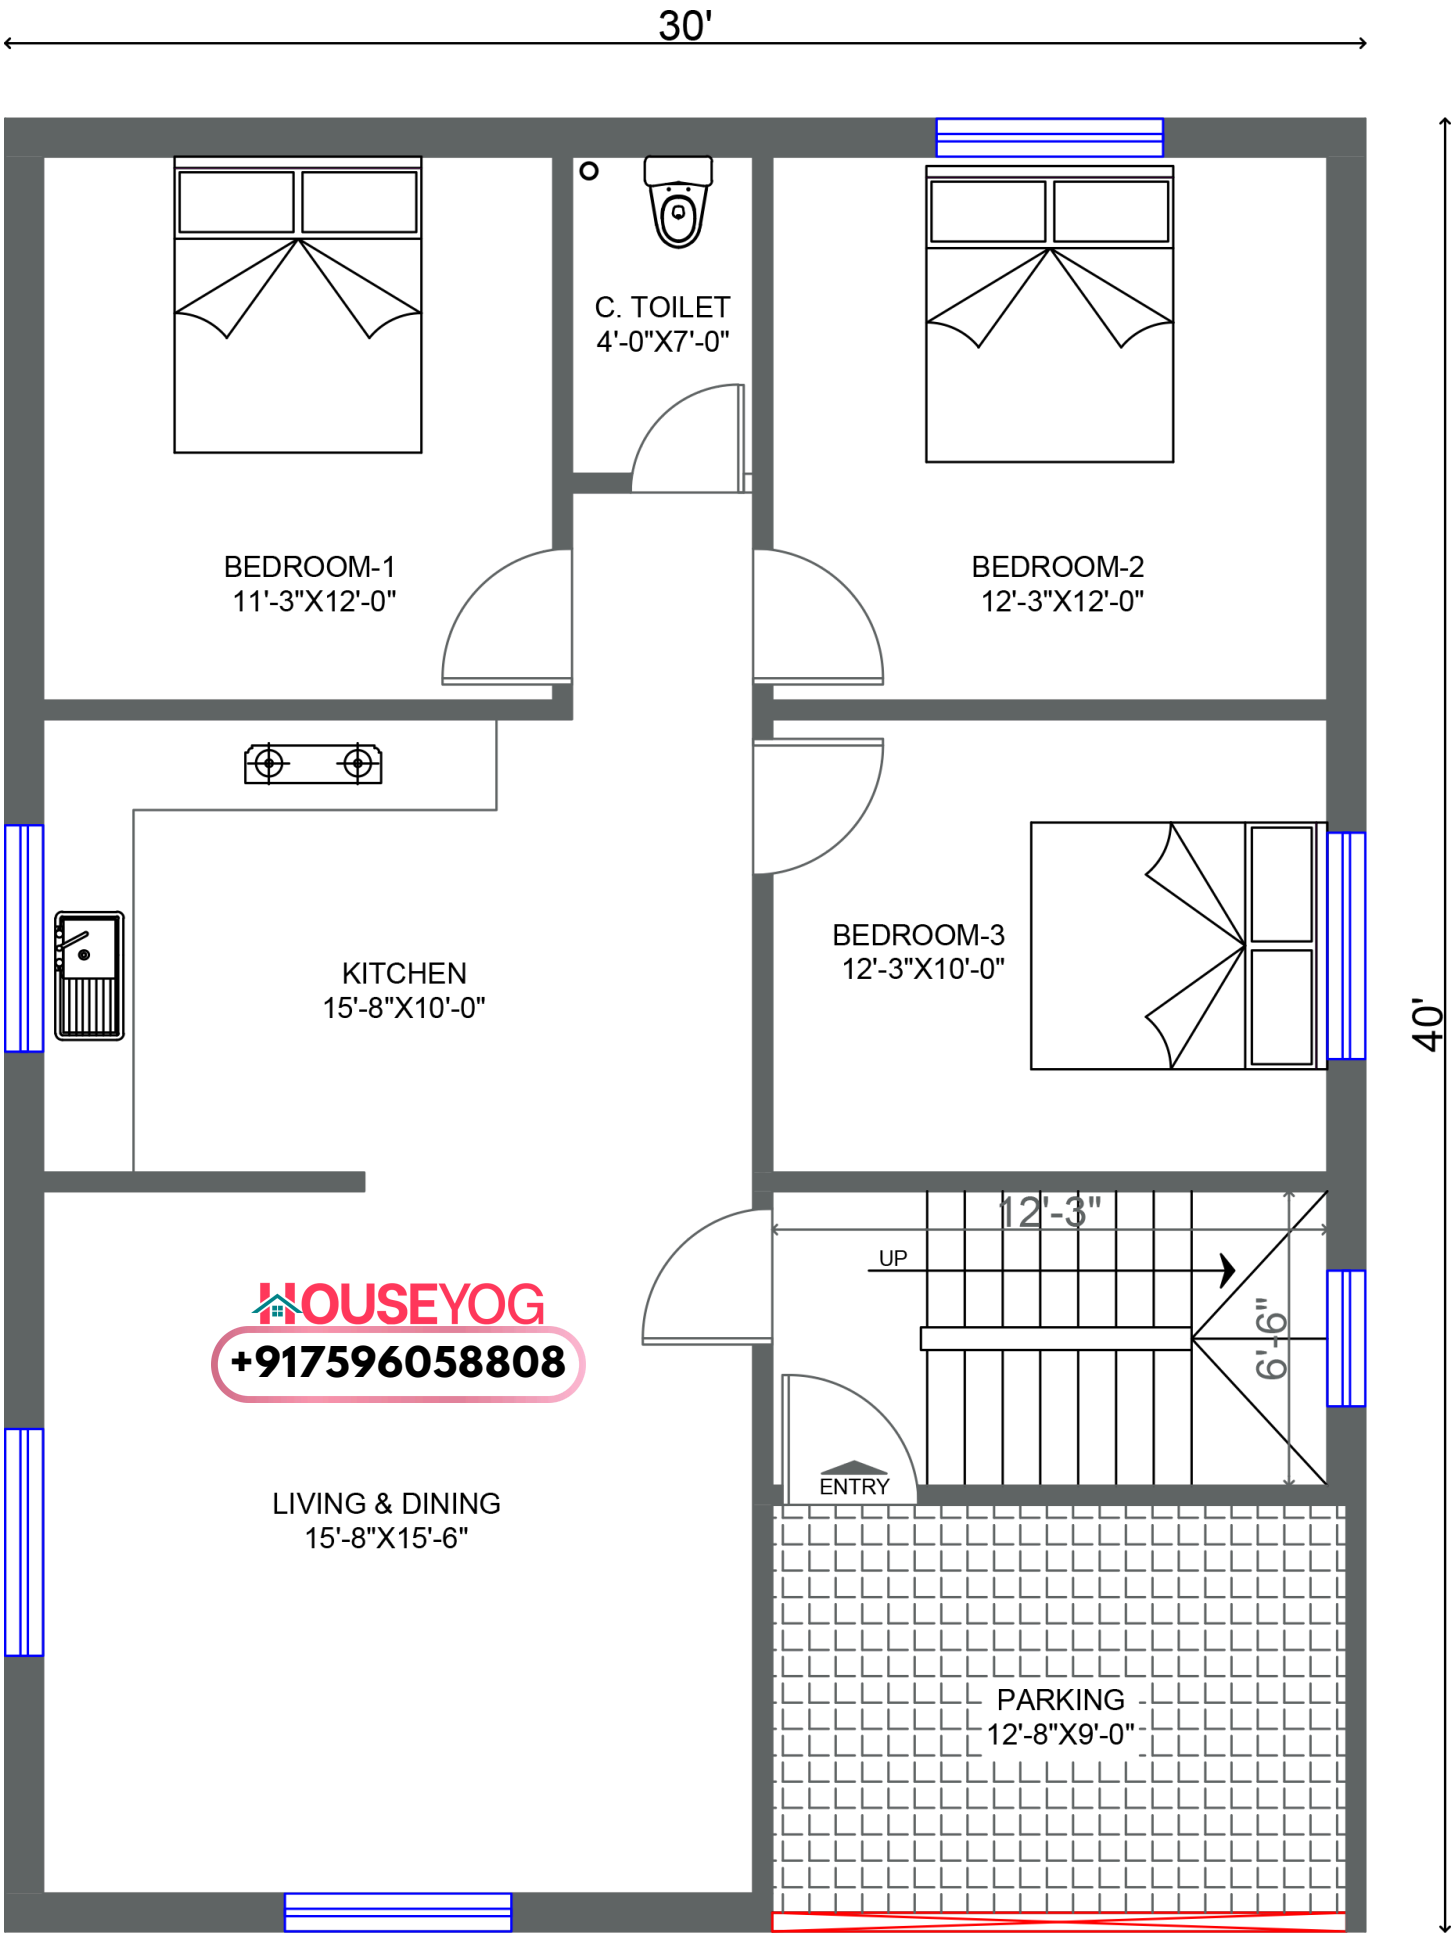 30'
C. TOILET
4'-0"X7'-0"
BEDROOM-1
11'-3"X12'-0"
BEDROOM-2
12'-3"X12'-0"
BEDROOM-3
12'-3"X10'-0"
KITCHEN
15'-8"X10'-0"
40'
12'-3"
UP
6'-6"
HOUSEYOG
+917596058808
ENTRY
LIVING & DINING
15'-8"X15'-6"
PARKING
12'-8"X9'-0"